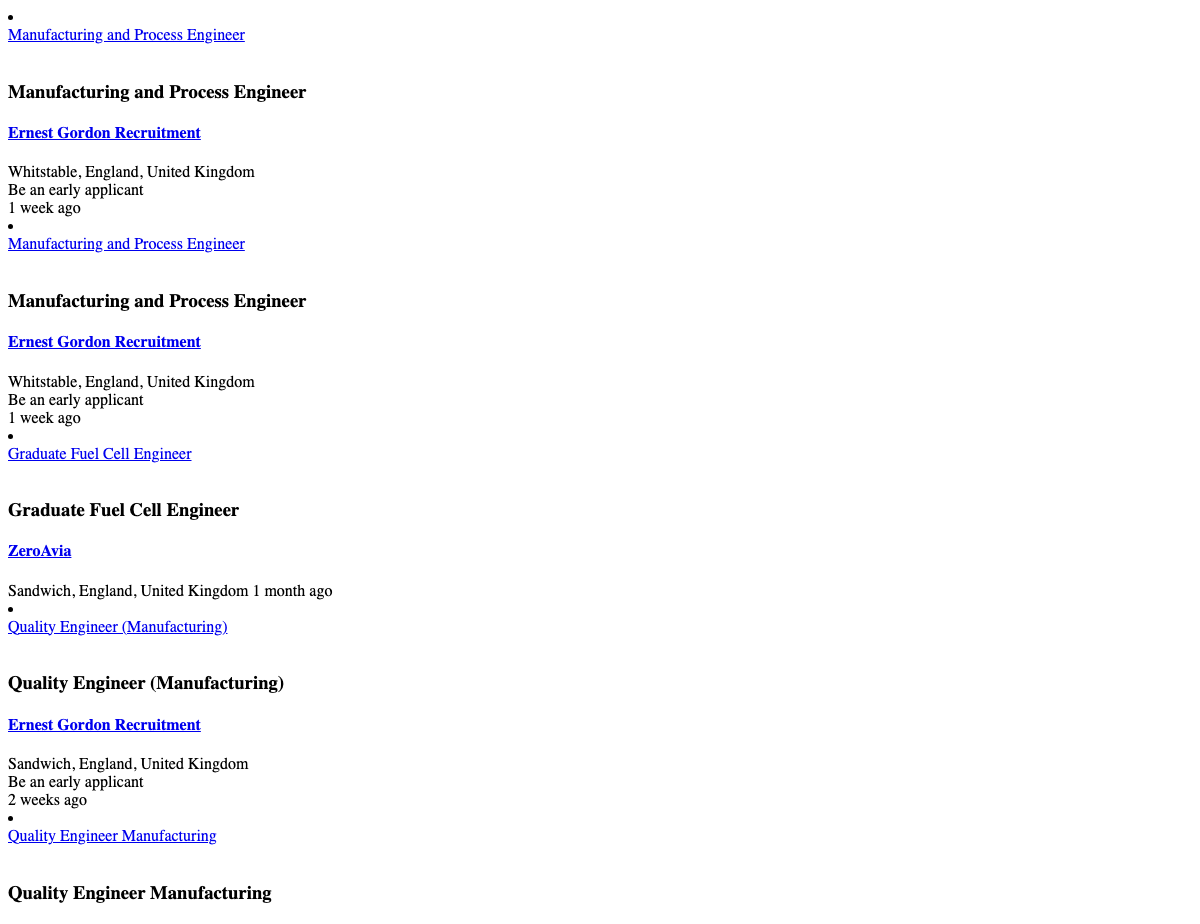 Manufacturing and Process Engineer
Manufacturing and Process Engineer
Ernest Gordon Recruitment
Whitstable, England, United Kingdom
Be an early applicant
1 week ago
Manufacturing and Process Engineer
Manufacturing and Process Engineer
Ernest Gordon Recruitment
Whitstable, England, United Kingdom
Be an early applicant
1 week ago
Graduate Fuel Cell Engineer
Graduate Fuel Cell Engineer
ZeroAvia
Sandwich, England, United Kingdom 1 month ago
Quality Engineer (Manufacturing)
Quality Engineer (Manufacturing)
Ernest Gordon Recruitment
Sandwich, England, United Kingdom
Be an early applicant
2 weeks ago
Quality Engineer Manufacturing
Quality Engineer Manufacturing